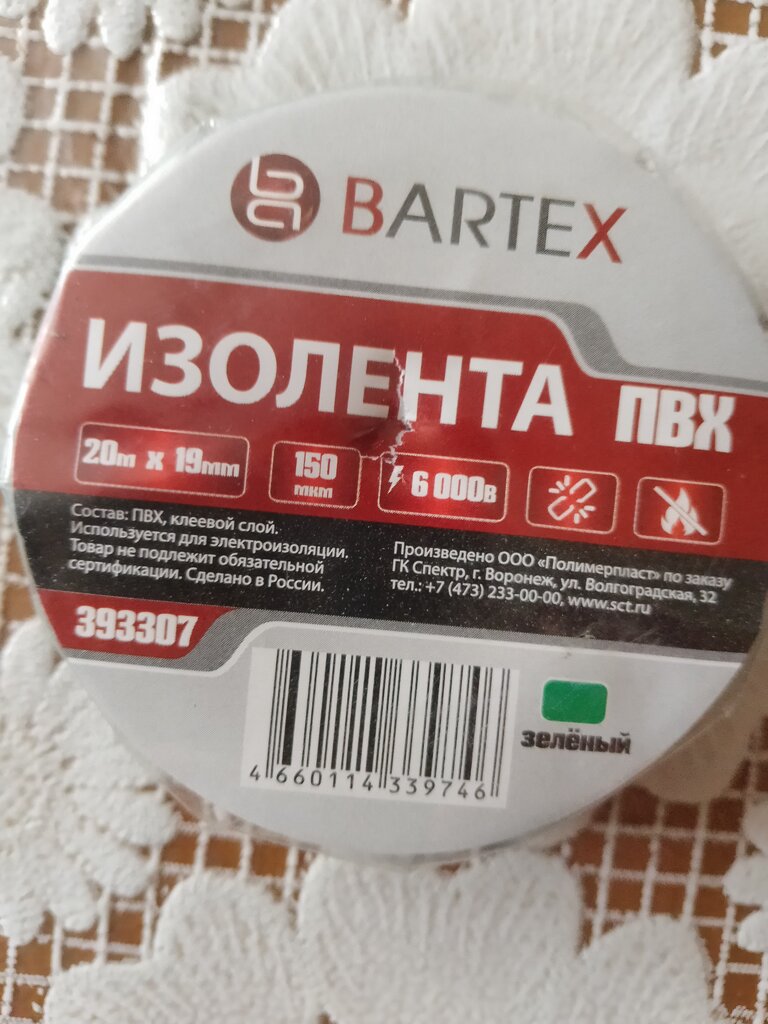 ba BARTEX
ИЗОЛЕНТА ПВХ
20m x 19мм
150
мкм
6 000в
Состав: ПВХ, клеевой слой.
Используется для электроизоляции.
Товар не подлежит обязательной
сертификации. Сделано в России.
Произведено ООО «Полимерпласт» по заказу
ГК Спектр, г. Воронеж, ул. Волгоградская, 32
тел.: +7 (473) 233-00-00, www.sct.ru
393307
зелёный
4 660114 339746